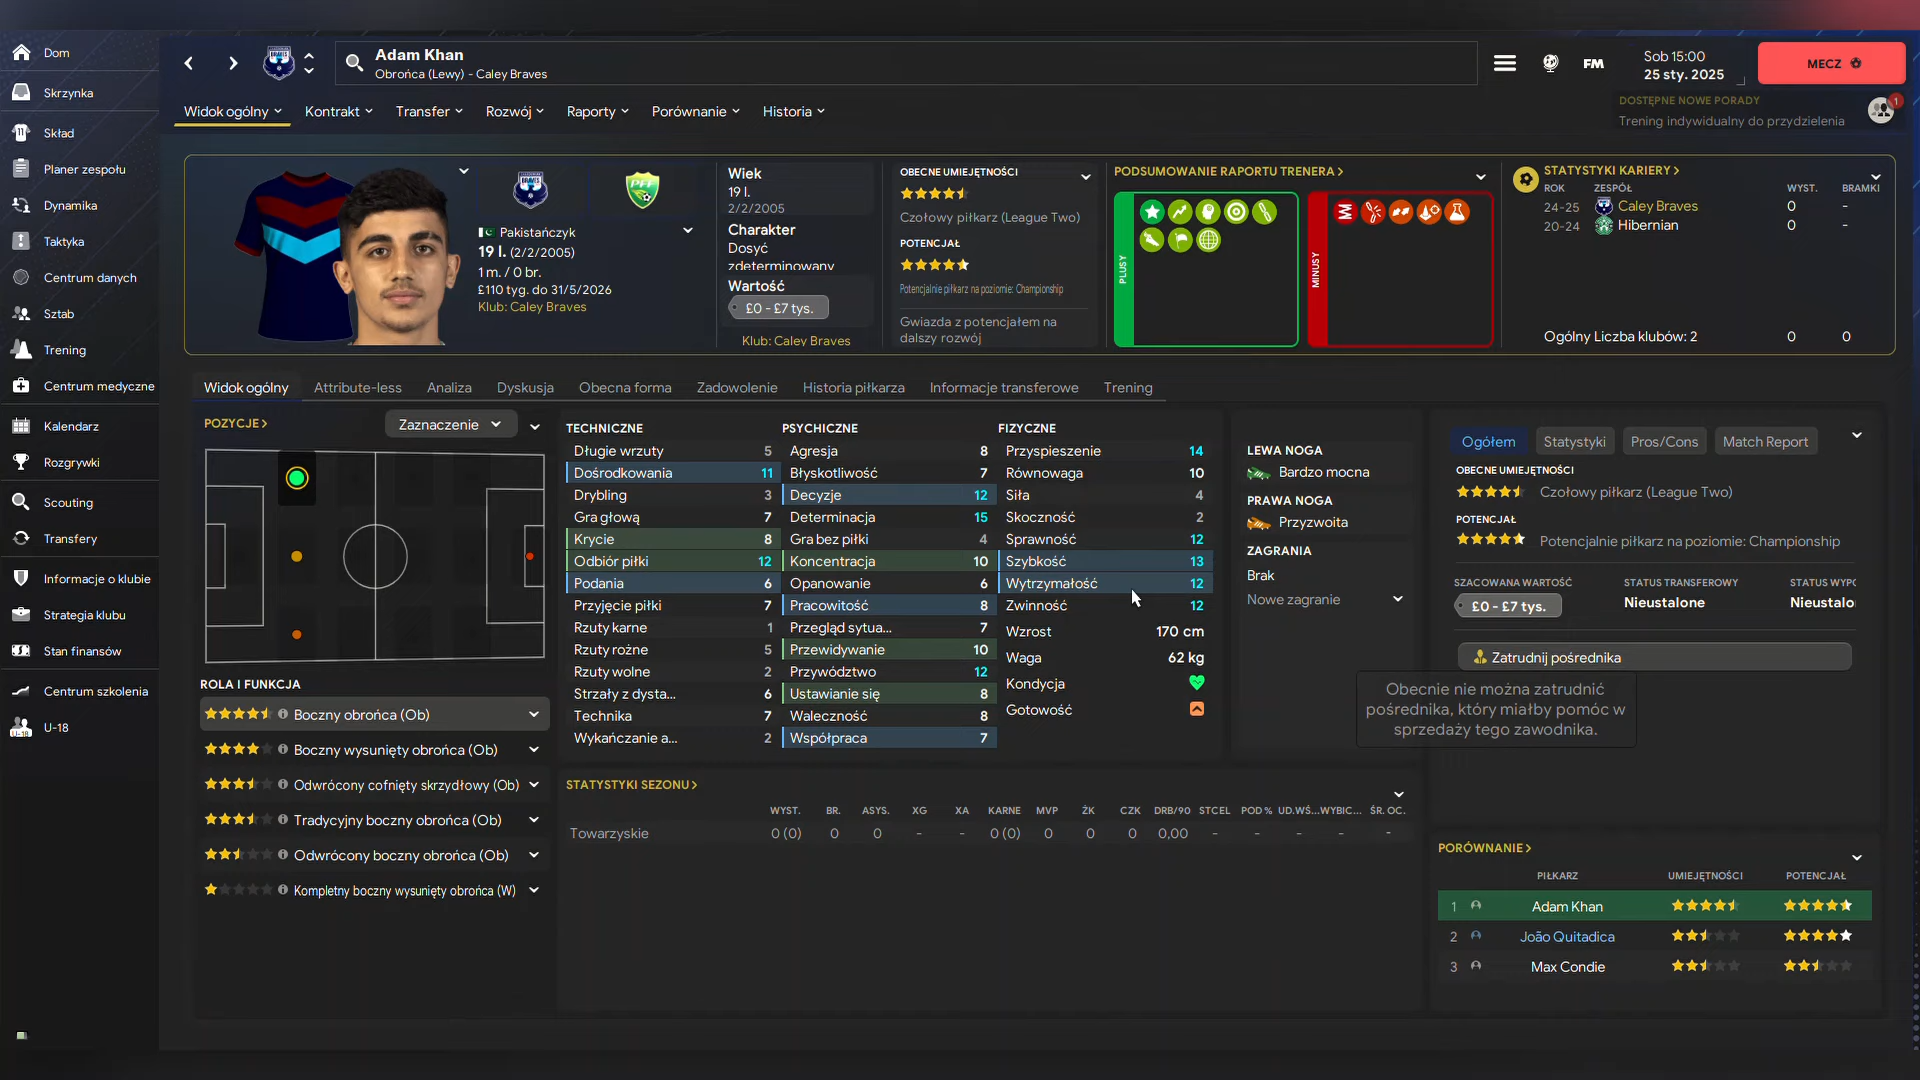 Dom
Skrzynka
Skład
Planer zespołu
Dynamika
Taktyka
Centrum danych
Sztab
Trening
Centrum medyczne
Kalendarz
Rozgrywki
Scouting
Transfery
Informacje o klubie
Strategia klubu
Stan finansów
Centrum szkolenia
U-18
Adam Khan
Obrońca (Lewy) - Caley Braves
FM
Sob 15:00
25 sty. 2025
MECZ
DOSTĘPNE NOWE PORADY
Trening indywidualny do przydzielenia
1
Widok ogólny Kontrakt Transfer Rozwój Raporty Porównanie Historia
Pakistańczyk
19 l. (2/2/2005)
1 m. / 0 br.
£110 tyg. do 31/5/2026
Klub: Caley Braves
Wiek
19 l.
2/2/2005
Charakter
Dosyć
zdeterminowany
Wartość
£0 - £7 tys.
Klub: Caley Braves
OBECNE UMIEJĘTNOŚCI
Czołowy piłkarz (League Two)
POTENCJAŁ
Potencjalnie piłkarz na poziomie: Championship
Gwiazda z potencjałem na
dalszy rozwój
PODSUMOWANIE RAPORTU TRENERA >
PLUSY
MINUSY
STATYSTYKI KARIERY >
ROK ZESPÓŁ WYST. BRAMKI
24-25 Caley Braves 0 -
20-24 Hibernian 0 -
Ogólny Liczba klubów: 2 0 0
Widok ogólny Attribute-less Analiza Dyskusja Obecna forma Zadowolenie Historia piłkarza Informacje transferowe Trening
POZYCJE >
Zaznaczenie
ROLA I FUNKCJA
Boczny obrońca (Ob)
Boczny wysunięty obrońca (Ob)
Odwrócony cofnięty skrzydłowy (Ob)
Tradycyjny boczny obrońca (Ob)
Odwrócony boczny obrońca (Ob)
Kompletny boczny wysunięty obrońca (W)
TECHNICZNE
Długie wrzuty 5
Dośrodkowania 11
Drybling 3
Gra głową 7
Krycie 8
Odbiór piłki 12
Podania 6
Przyjęcie piłki 7
Rzuty karne 1
Rzuty rożne 5
Rzuty wolne 2
Strzały z dysta... 6
Technika 7
Wykańczanie a... 2
PSYCHICZNE
Agresja 8
Błyskotliwość 7
Decyzje 12
Determinacja 15
Gra bez piłki 4
Koncentracja 10
Opanowanie 6
Pracowitość 8
Przegląd sytua... 7
Przewidywanie 10
Przywództwo 12
Ustawianie się 8
Waleczność 8
Współpraca 7
FIZYCZNE
Przyspieszenie 14
Równowaga 10
Siła 4
Skoczność 2
Sprawność 12
Szybkość 13
Wytrzymałość 12
Zwinność 12
Wzrost 170 cm
Waga 62 kg
Kondycja
Gotowość
LEWA NOGA
Bardzo mocna
PRAWA NOGA
Przyzwoita
ZAGRANIA
Brak
Nowe zagranie
Ogółem Statystyki Pros/Cons Match Report
OBECNE UMIEJĘTNOŚCI
Czołowy piłkarz (League Two)
POTENCJAŁ
Potencjalnie piłkarz na poziomie: Championship
SZACOWANA WARTOŚĆ STATUS TRANSFEROWY STATUS WYPO
£0 - £7 tys. Nieustalone Nieustalo
Zatrudnij pośrednika
Obecnie nie można zatrudnić
pośrednika, który miałby pomóc w
sprzedaży tego zawodnika.
STATYSTYKI SEZONU >
WYST. BR. ASYS. XG XA KARNE MVP ŻK CZK DRB/90 STCEL POD % UD.WŚ... WYBIC... ŚR. OC.
Towarzyskie 0 (0) 0 0 - - 0 (0) 0 0 0 0,00 - - - - -
PORÓWNANIE >
PIŁKARZ UMIEJĘTNOŚCI POTENCJAŁ
1 Adam Khan
2 João Quitadica
3 Max Condie